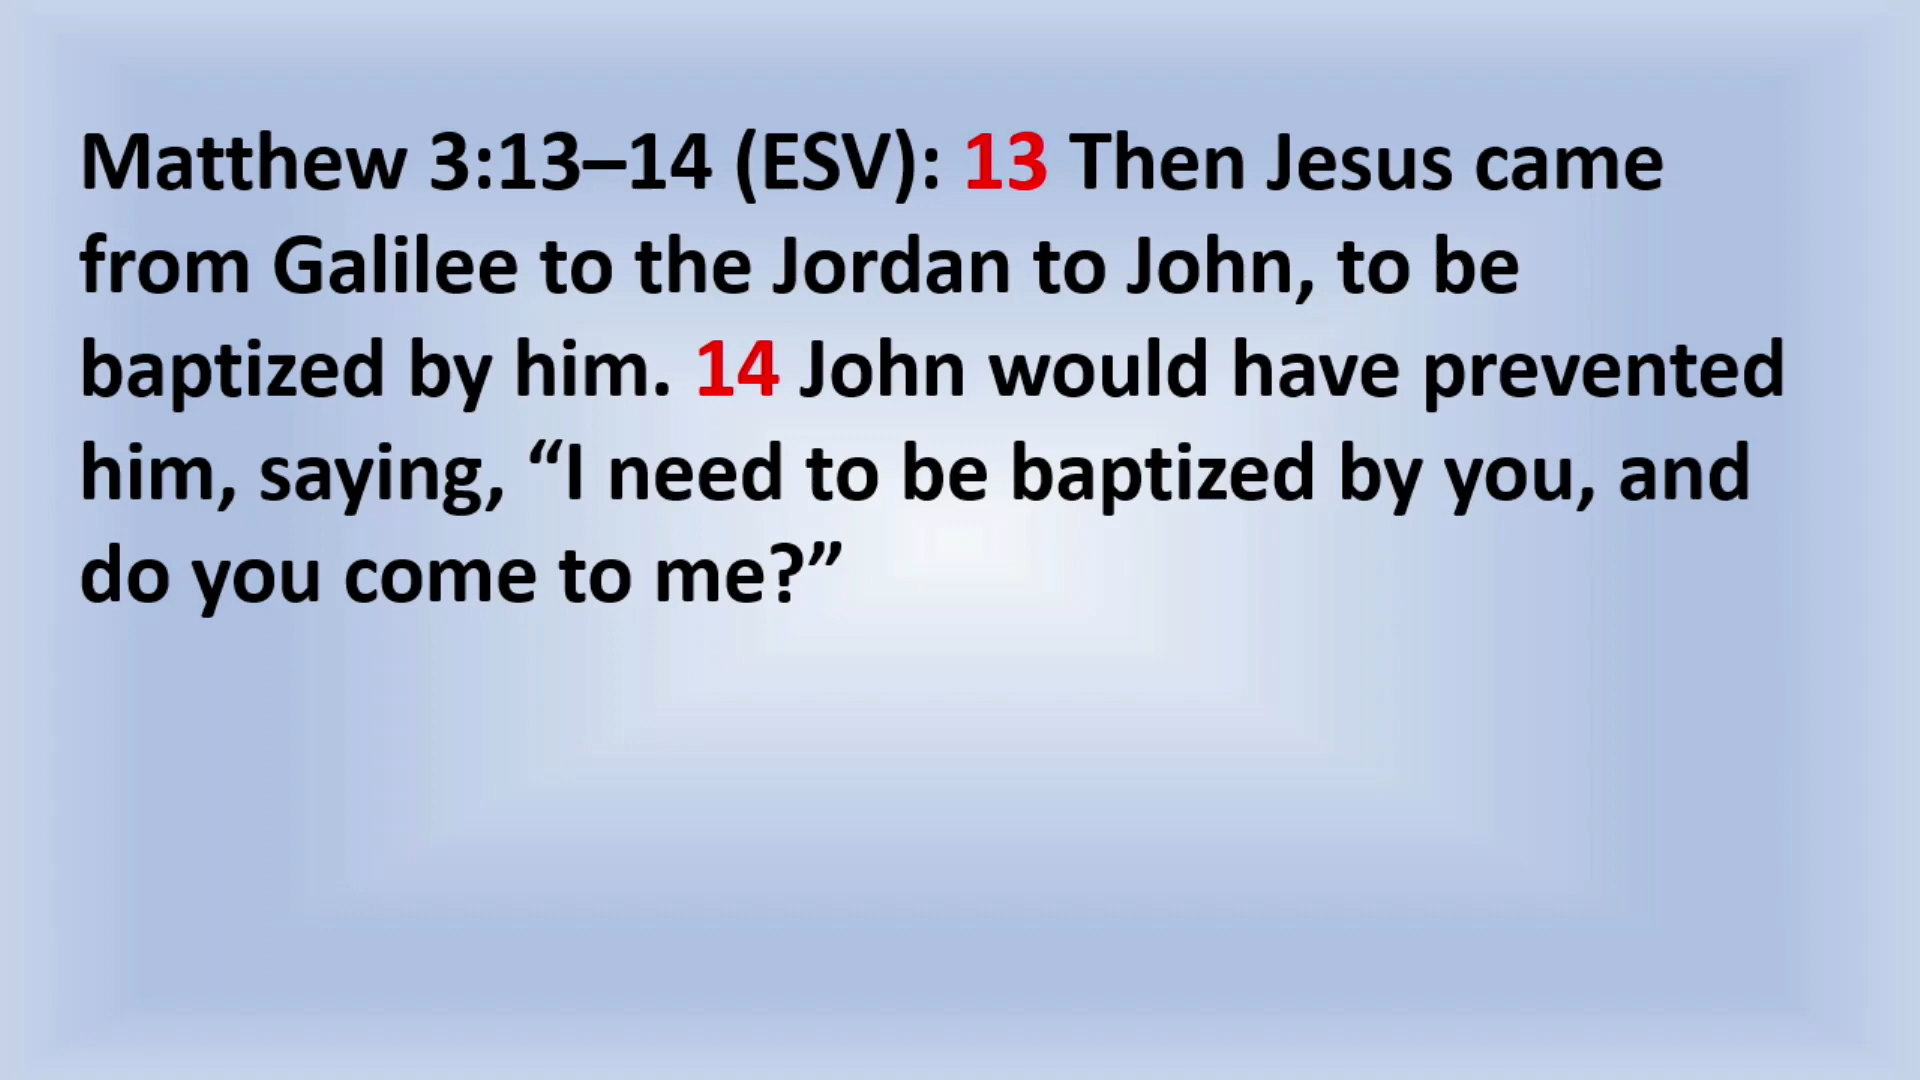 Matthew 3:13–14 (ESV): 13 Then Jesus came
from Galilee to the Jordan to John, to be
baptized by him. 14 John would have prevented
him, saying, “I need to be baptized by you, and
do you come to me?”